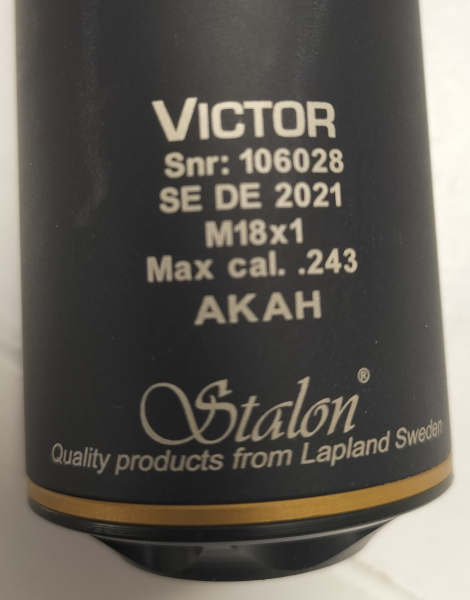 VICTOR
Snr: 106028
SE DE 2021
M18x1
Max cal. .243
AKAH
Stalon®
Quality products from Lapland Sweden